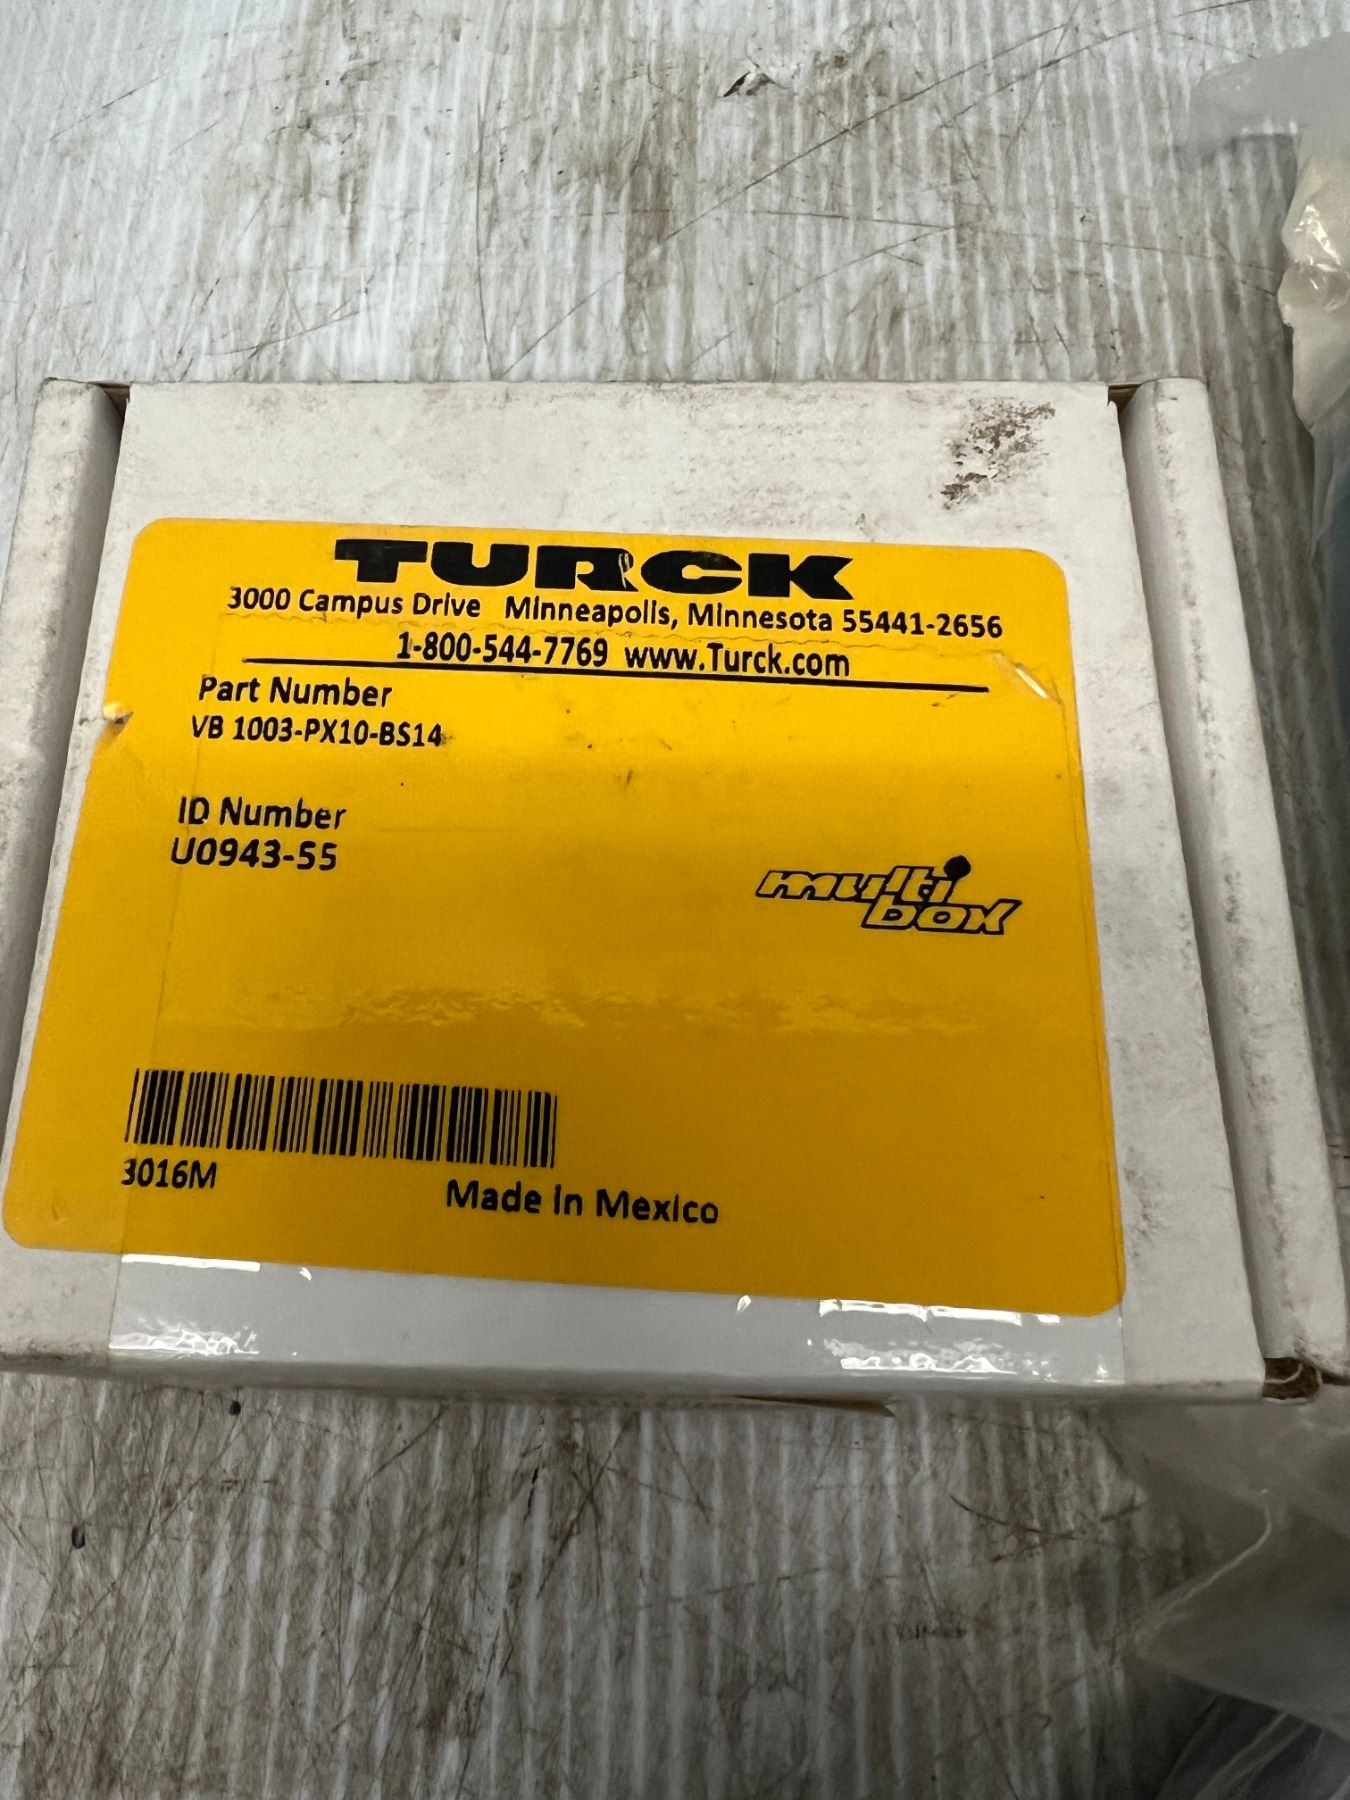 TURCK
3000 Campus Drive Minneapolis, Minnesota 55441-2656
1-800-544-7769 www.Turck.com
Part Number
VB 1003-PX10-BS14
ID Number
U0943-55
multi
box
3016M
Made in Mexico